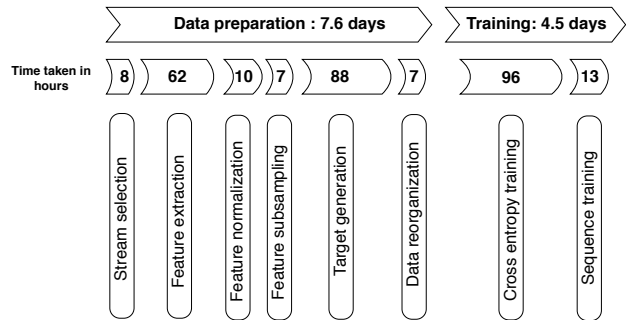 Data preparation : 7.6 days
Training: 4.5 days
Time taken in
hours
8
62
10
7
88
7
96
13
Stream selection
Feature extraction
Feature normalization
Feature subsampling
Target generation
Data reorganization
Cross entropy training
Sequence training